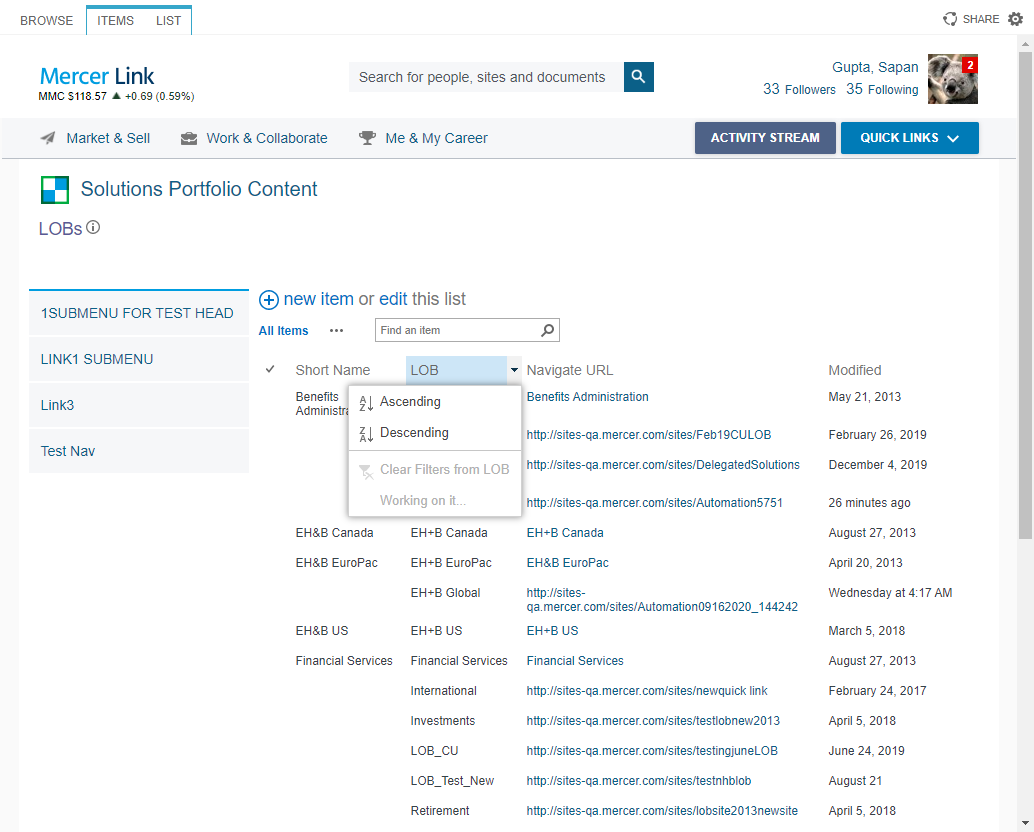 BROWSE ITEMS LIST SHARE
Mercer Link
MMC $118.57 ▲ +0.69 (0.59%)
Search for people, sites and documents
Gupta, Sapan
33 Followers 35 Following
2
Market & Sell Work & Collaborate Me & My Career ACTIVITY STREAM QUICK LINKS
Solutions Portfolio Content
LOBs
1SUBMENU FOR TEST HEAD
LINK1 SUBMENU
Link3
Test Nav
new item or edit this list
All Items ... Find an item
Short Name LOB Navigate URL Modified
Benefits Benefits Administration May 21, 2013
Administra
Ascending
Descending
Clear Filters from LOB
Working on it...
http://sites-qa.mercer.com/sites/Feb19CULOB February 26, 2019
http://sites-qa.mercer.com/sites/DelegatedSolutions December 4, 2019
http://sites-qa.mercer.com/sites/Automation5751 26 minutes ago
EH&B Canada EH+B Canada EH+B Canada August 27, 2013
EH&B EuroPac EH+B EuroPac EH&B EuroPac April 20, 2013
EH+B Global http://sites- Wednesday at 4:17 AM
qa.mercer.com/sites/Automation09162020_144242
EH&B US EH+B US EH+B US March 5, 2018
Financial Services Financial Services Financial Services August 27, 2013
International http://sites-qa.mercer.com/sites/newquick link February 24, 2017
Investments http://sites-qa.mercer.com/sites/testlobnew2013 April 5, 2018
LOB_CU http://sites-qa.mercer.com/sites/testingjuneLOB June 24, 2019
LOB_Test_New http://sites-qa.mercer.com/sites/testnhblob August 21
Retirement http://sites-qa.mercer.com/sites/lobsite2013newsite April 5, 2018